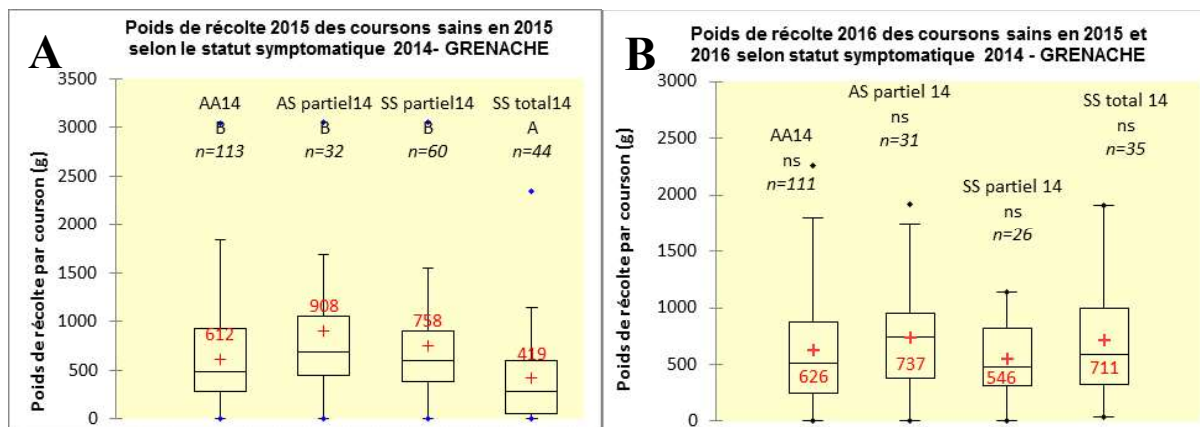 A
Poids de récolte 2015 des coursons sains en 2015
selon le statut symptomatique 2014- GRENACHE
Poids de récolte par courson (g)
3500
3000
2500
2000
1500
1000
500
0
AA14
B
n=113
AS partiel14
B
n=32
SS partiel14
B
n=60
SS total14
A
n=44
612
908
758
419
B
Poids de récolte 2016 des coursons sains en 2015 et
2016 selon statut symptomatique 2014 - GRENACHE
Poids de récolte par courson (g)
3000
2500
2000
1500
1000
500
0
AA14
ns
n=111
AS partiel 14
ns
n=31
SS partiel 14
ns
n=26
SS total 14
ns
n=35
626
737
546
711